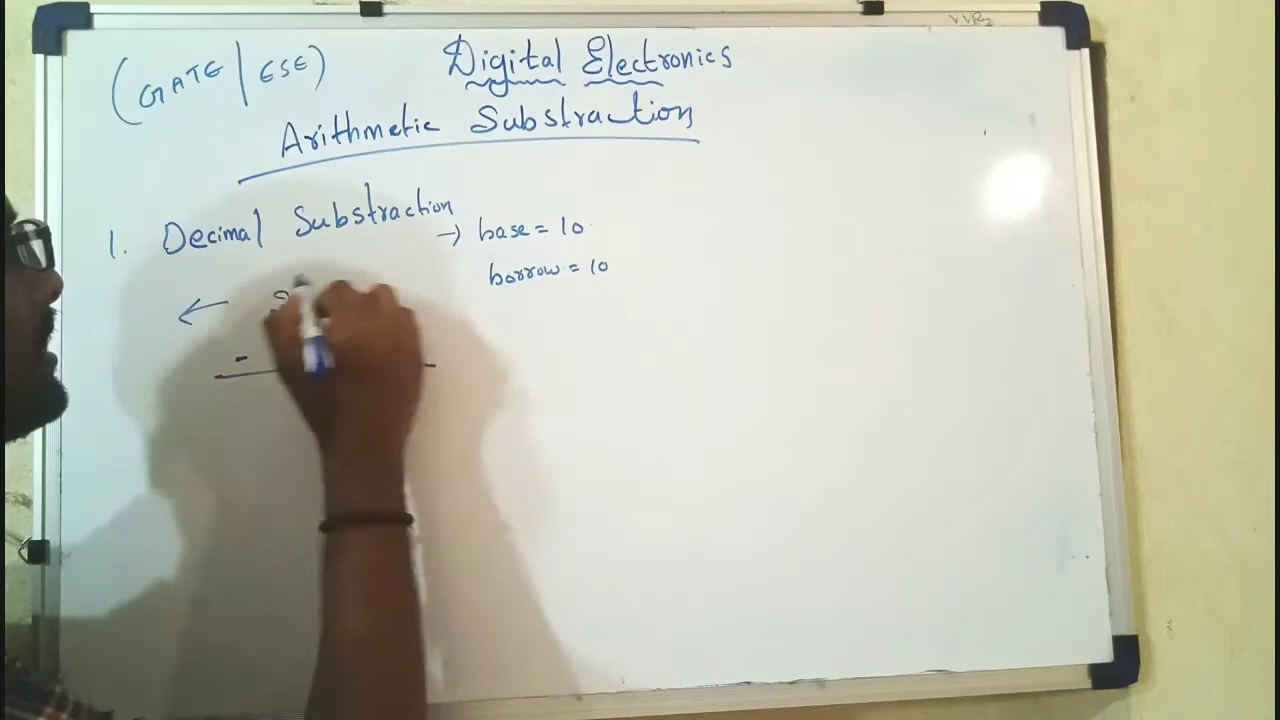 (GATE/ESE) Digital Electronics
Arithmetic Substraction
1. Decimal Substraction
→ base = 10
borrow = 10
←
-